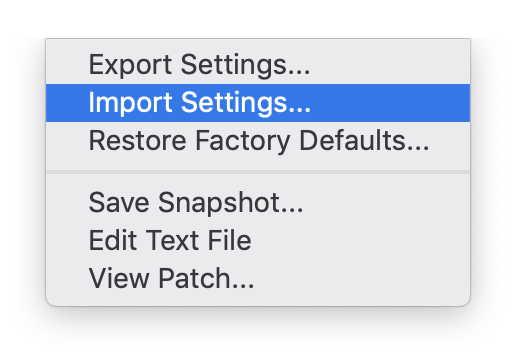 Export Settings...
Import Settings...
Restore Factory Defaults...
Save Snapshot...
Edit Text File
View Patch...